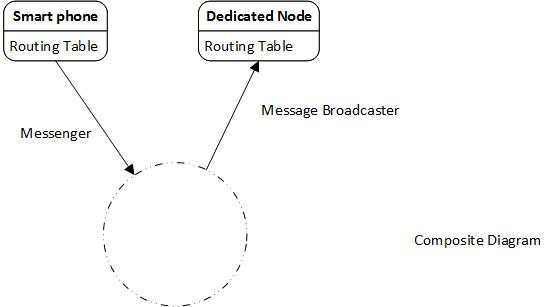 Smart phone
Routing Table
Dedicated Node
Routing Table
Messenger
Message Broadcaster
Composite Diagram